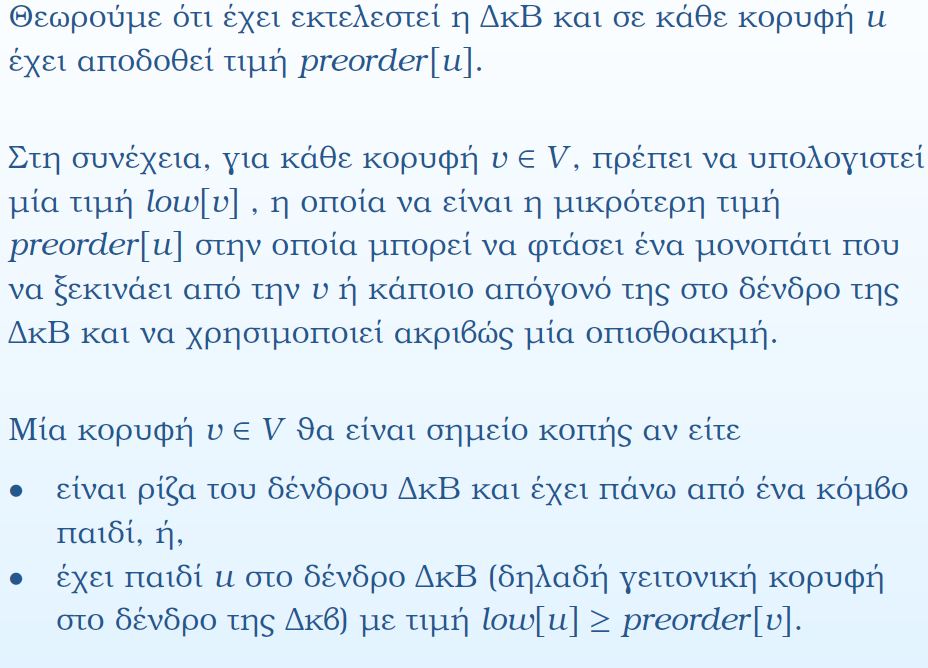 Θεωρούμε ότι έχει εκτελεστεί η ΔκΒ και σε κάθε κορυφή u
έχει αποδοθεί τιμή preorder[u].
Στη συνέχεια, για κάθε κορυφή v ∈ V, πρέπει να υπολογιστεί
μία τιμή low[v] , η οποία να είναι η μικρότερη τιμή
preorder[u] στην οποία μπορεί να φτάσει ένα μονοπάτι που
να ξεκινάει από την v ή κάποιο απόγονό της στο δένδρο της
ΔκΒ και να χρησιμοποιεί ακριβώς μία οπισθοακμή.
Μία κορυφή v ∈ V θα είναι σημείο κοπής αν είτε
• είναι ρίζα του δένδρου ΔκΒ και έχει πάνω από ένα κόμβο
παιδί, ή,
• έχει παιδί u στο δένδρο ΔκΒ (δηλαδή γειτονική κορυφή
στο δένδρο της Δκβ) με τιμή low[u] ≥ preorder[v].